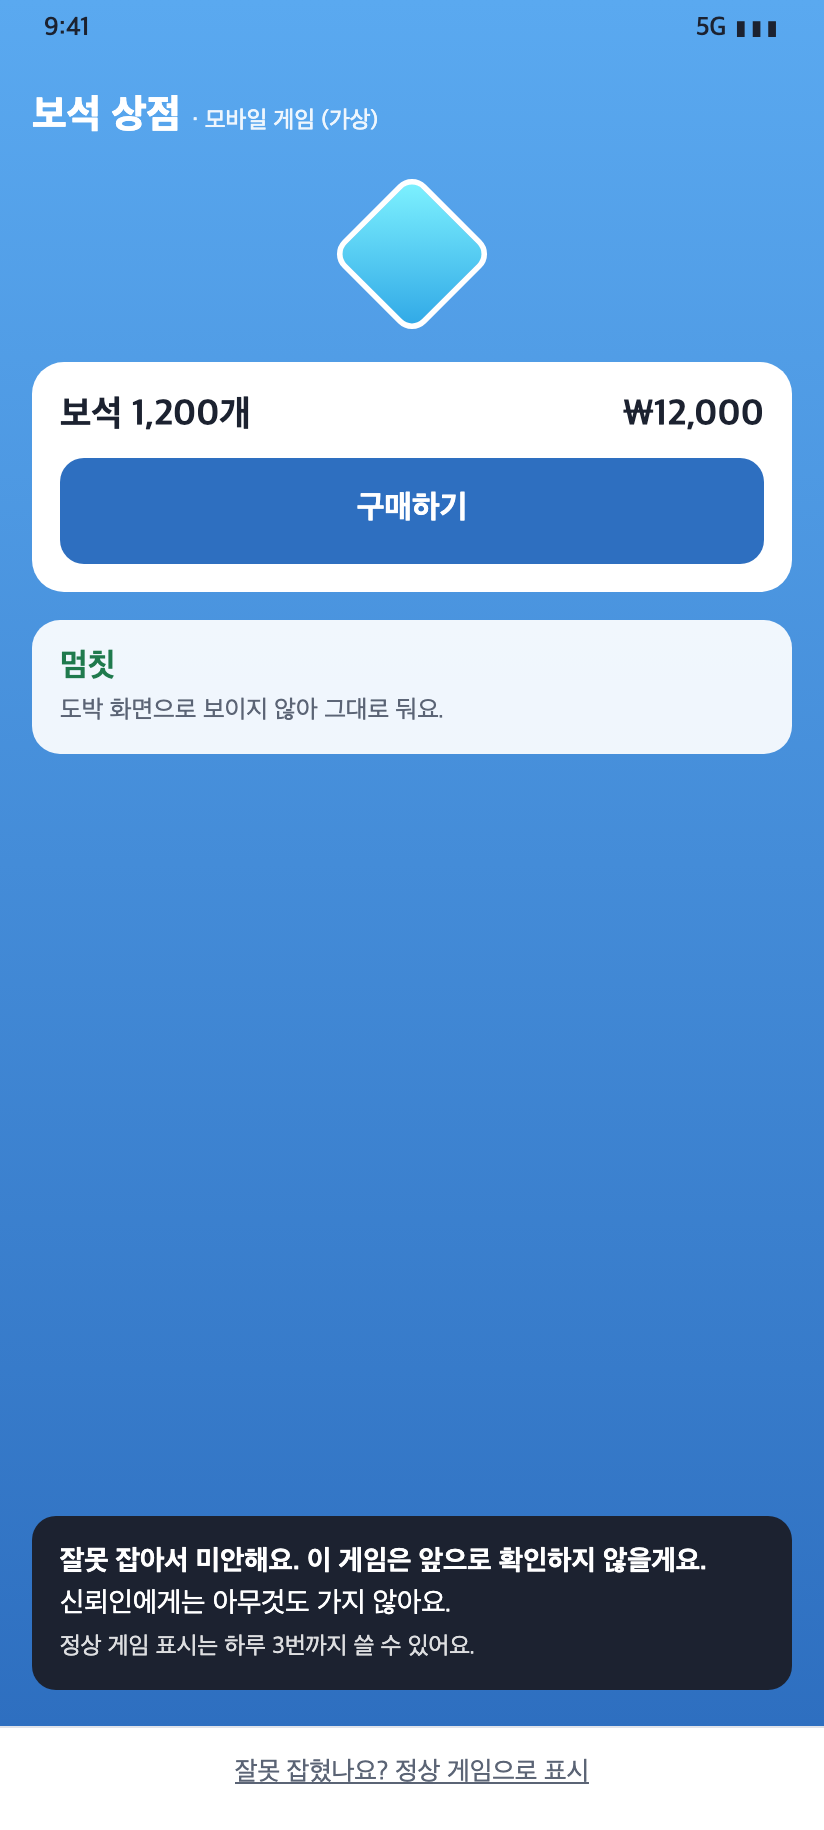 9:41
5G
보석 상점 · 모바일 게임 (가상)
보석 1,200개
₩12,000
구매하기
멈칫
도박 화면으로 보이지 않아 그대로 둬요.
잘못 잡아서 미안해요. 이 게임은 앞으로 확인하지 않을게요.
신뢰인에게는 아무것도 가지 않아요.
정상 게임 표시는 하루 3번까지 쓸 수 있어요.
잘못 잡혔나요? 정상 게임으로 표시